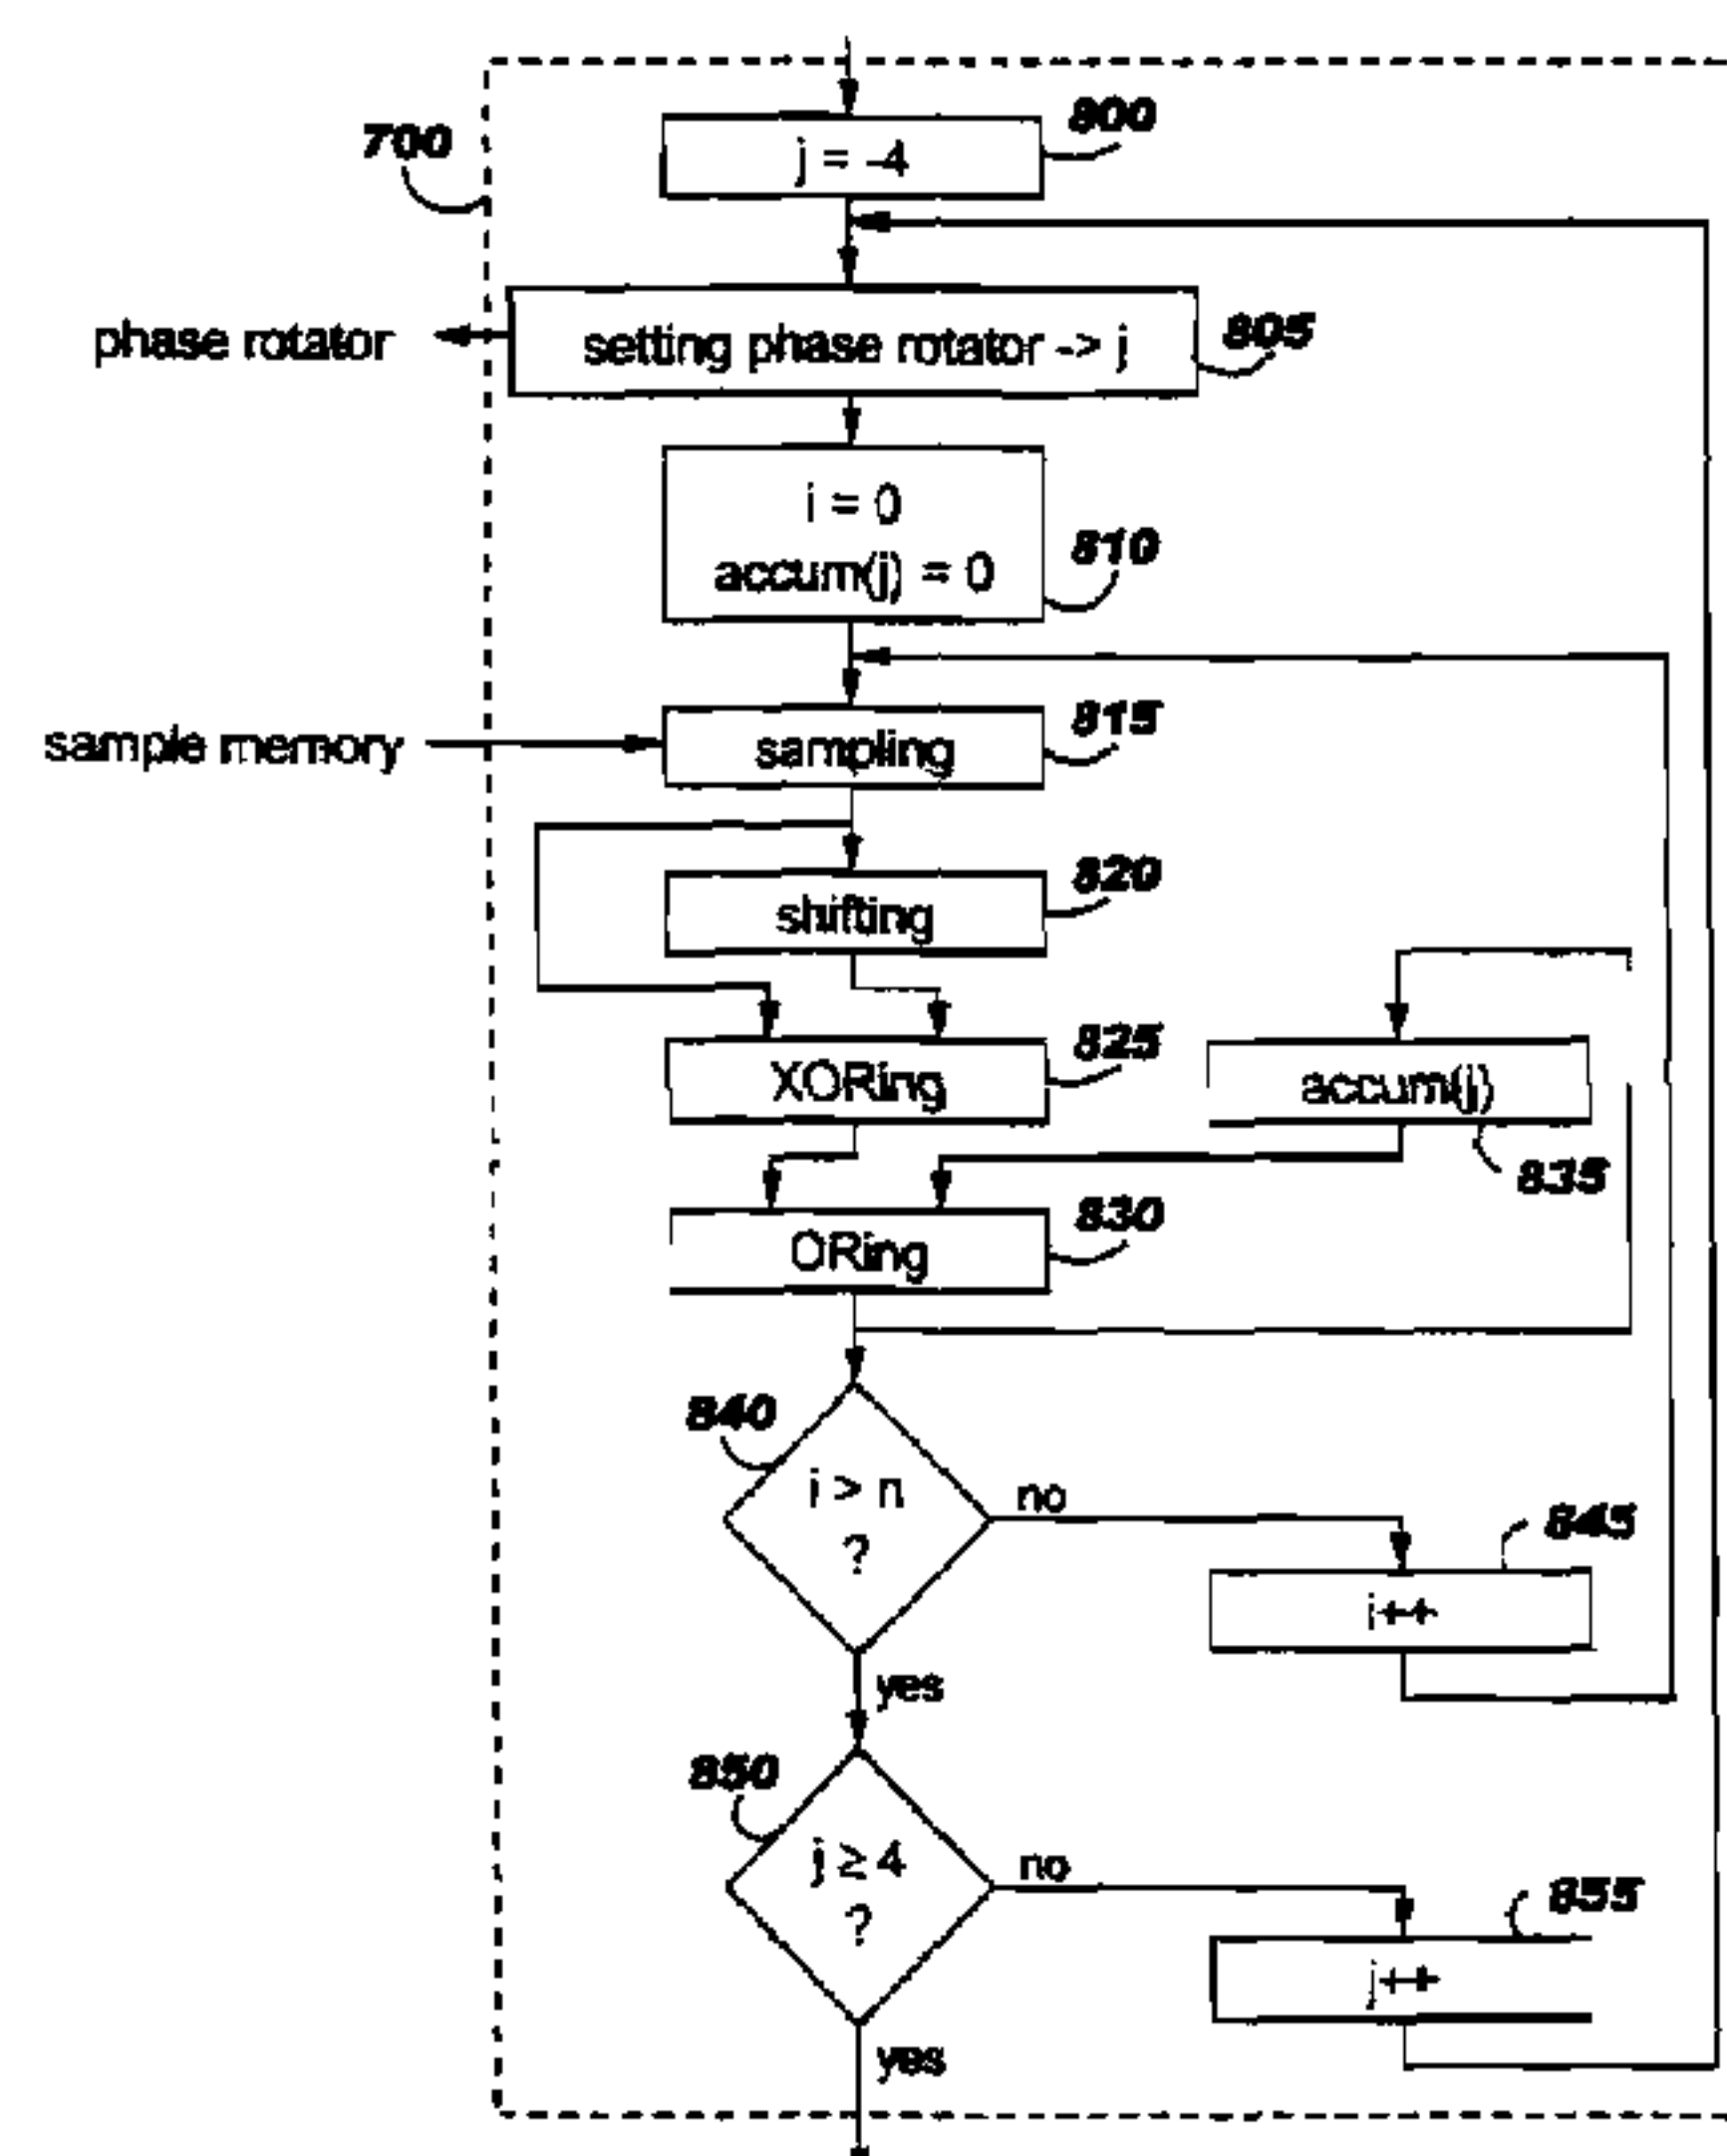 800
700
j = -4
phase rotator
setting phase rotator -> j
805
i = 0
accum(j) = 0
810
sample memory
sampling
815
shifting
820
XORing
825
accum(j)
835
ORing
830
840
i > n
?
no
845
i++
yes
850
j ≥ 4
?
no
855
j++
yes